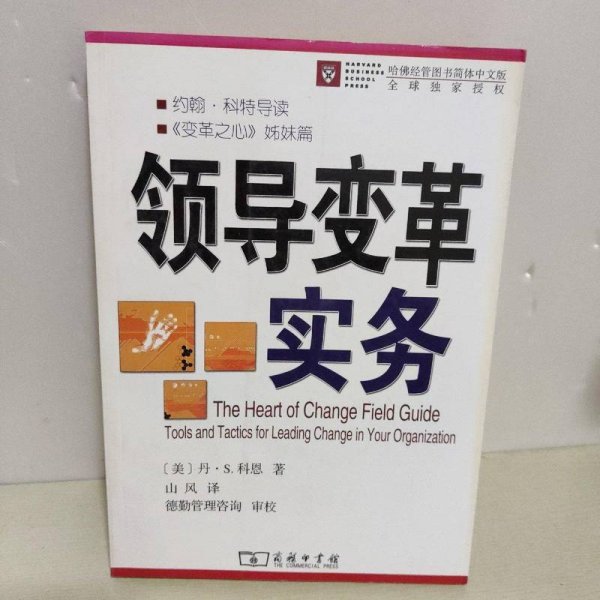 HARVARD
BUSINESS
SCHOOL
PRESS
哈佛经管图书简体中文版
全球独家授权
■ 约翰·科特导读
■ 《变革之心》姊妹篇
领导变革
实务
The Heart of Change Field Guide
Tools and Tactics for Leading Change in Your Organization
〔美〕丹·S.科恩 著
山风 译
德勤管理咨询 审校
商务印书馆
THE COMMERCIAL PRESS